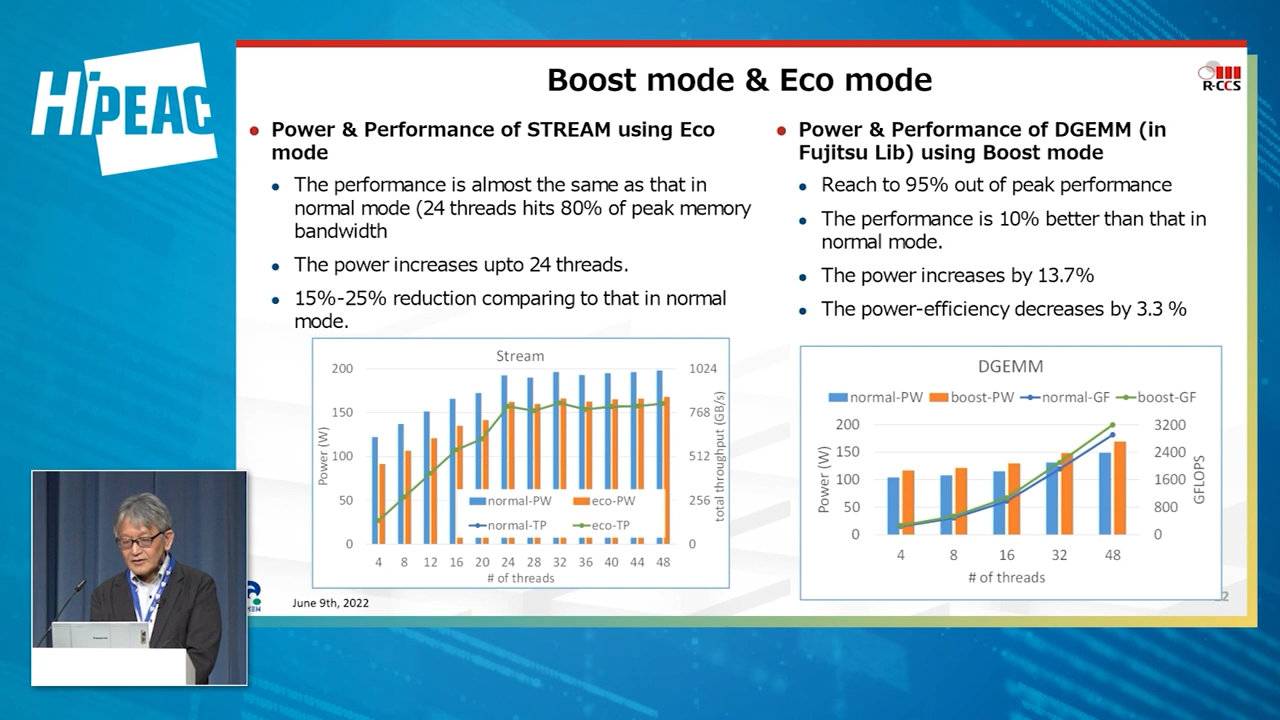 HiPEAC
Boost mode & Eco mode
R-CCS
Power & Performance of STREAM using Eco
mode
The performance is almost the same as that in
normal mode (24 threads hits 80% of peak memory
bandwidth
The power increases upto 24 threads.
15%-25% reduction comparing to that in normal
mode.
Power & Performance of DGEMM (in
Fujitsu Lib) using Boost mode
Reach to 95% out of peak performance
The performance is 10% better than that in
normal mode.
The power increases by 13.7%
The power-efficiency decreases by 3.3 %
Stream
Power (W)
200
150
100
50
0
1024
768
512
256
0
total throughput (GB/s)
normal-PW eco-PW
normal-TP eco-TP
4 8 12 16 20 24 28 32 36 40 44 48
# of threads
DGEMM
normal-PW boost-PW normal-GF boost-GF
Power (W)
200
150
100
50
0
3200
2400
1600
800
0
GFLOPS
4 8 16 32 48
# of threads
June 9th, 2022